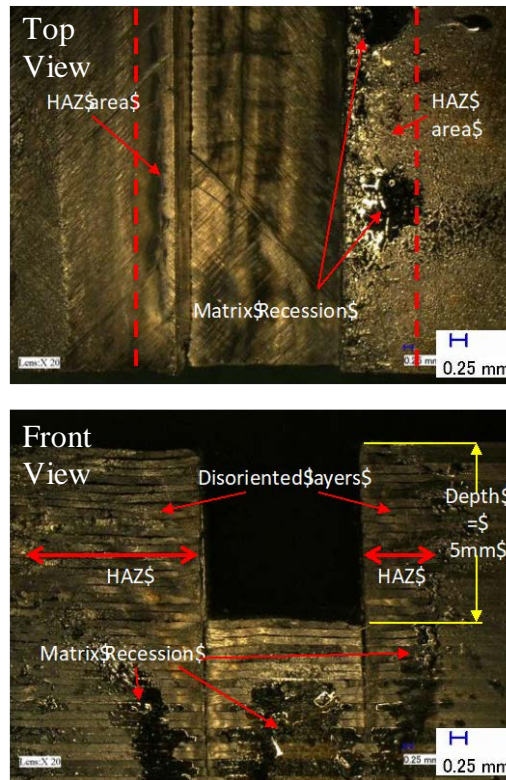 Top
View
HAZ$area$
HAZ$
area$
Matrix$Recession$
Lens:X 20
0.25 mm
0.25 mm
Front
View
Disoriented$layers$
Depth$
=$
5mm$
HAZ$
HAZ$
Matrix$Recession$
Lens:X 20
0.25 mm
0.25 mm